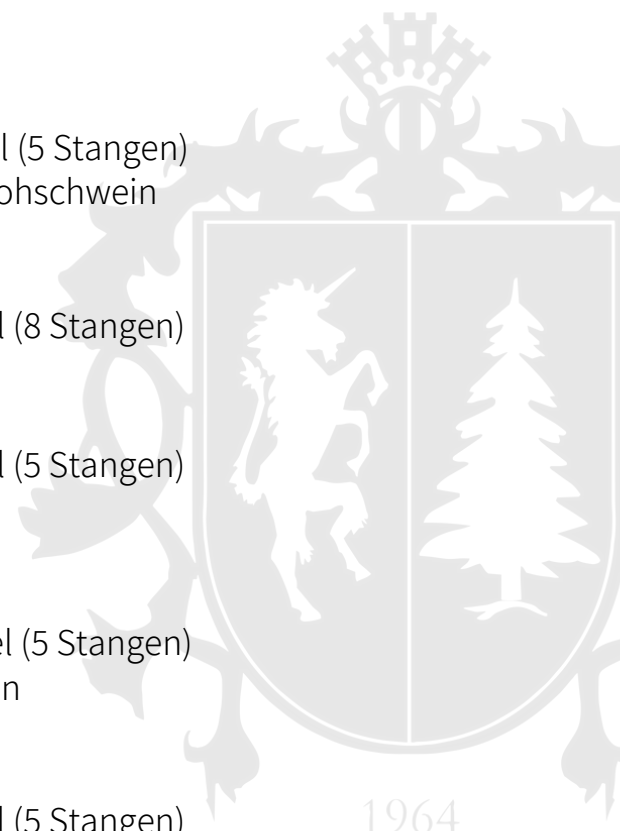 l (5 Stangen)
ohschwein
l (8 Stangen)
l (5 Stangen)
el (5 Stangen)
n
l (5 Stangen)
1964